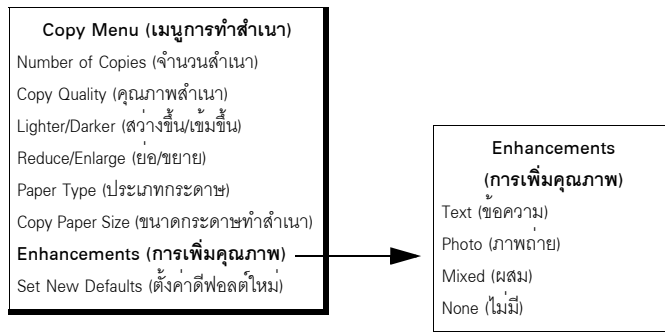 Copy Menu (เมนูการทำสำเนา)
Number of Copies (จำนวนสำเนา)
Copy Quality (คุณภาพสำเนา)
Lighter/Darker (สว่างขึ้น/เข้มขึ้น)
Reduce/Enlarge (ย่อ/ขยาย)
Paper Type (ประเภทกระดาษ)
Copy Paper Size (ขนาดกระดาษทำสำเนา)
Enhancements (การเพิ่มคุณภาพ)
Set New Defaults (ตั้งค่าดีฟอลต์ใหม่)
Enhancements
(การเพิ่มคุณภาพ)
Text (ข้อความ)
Photo (ภาพถ่าย)
Mixed (ผสม)
None (ไม่มี)